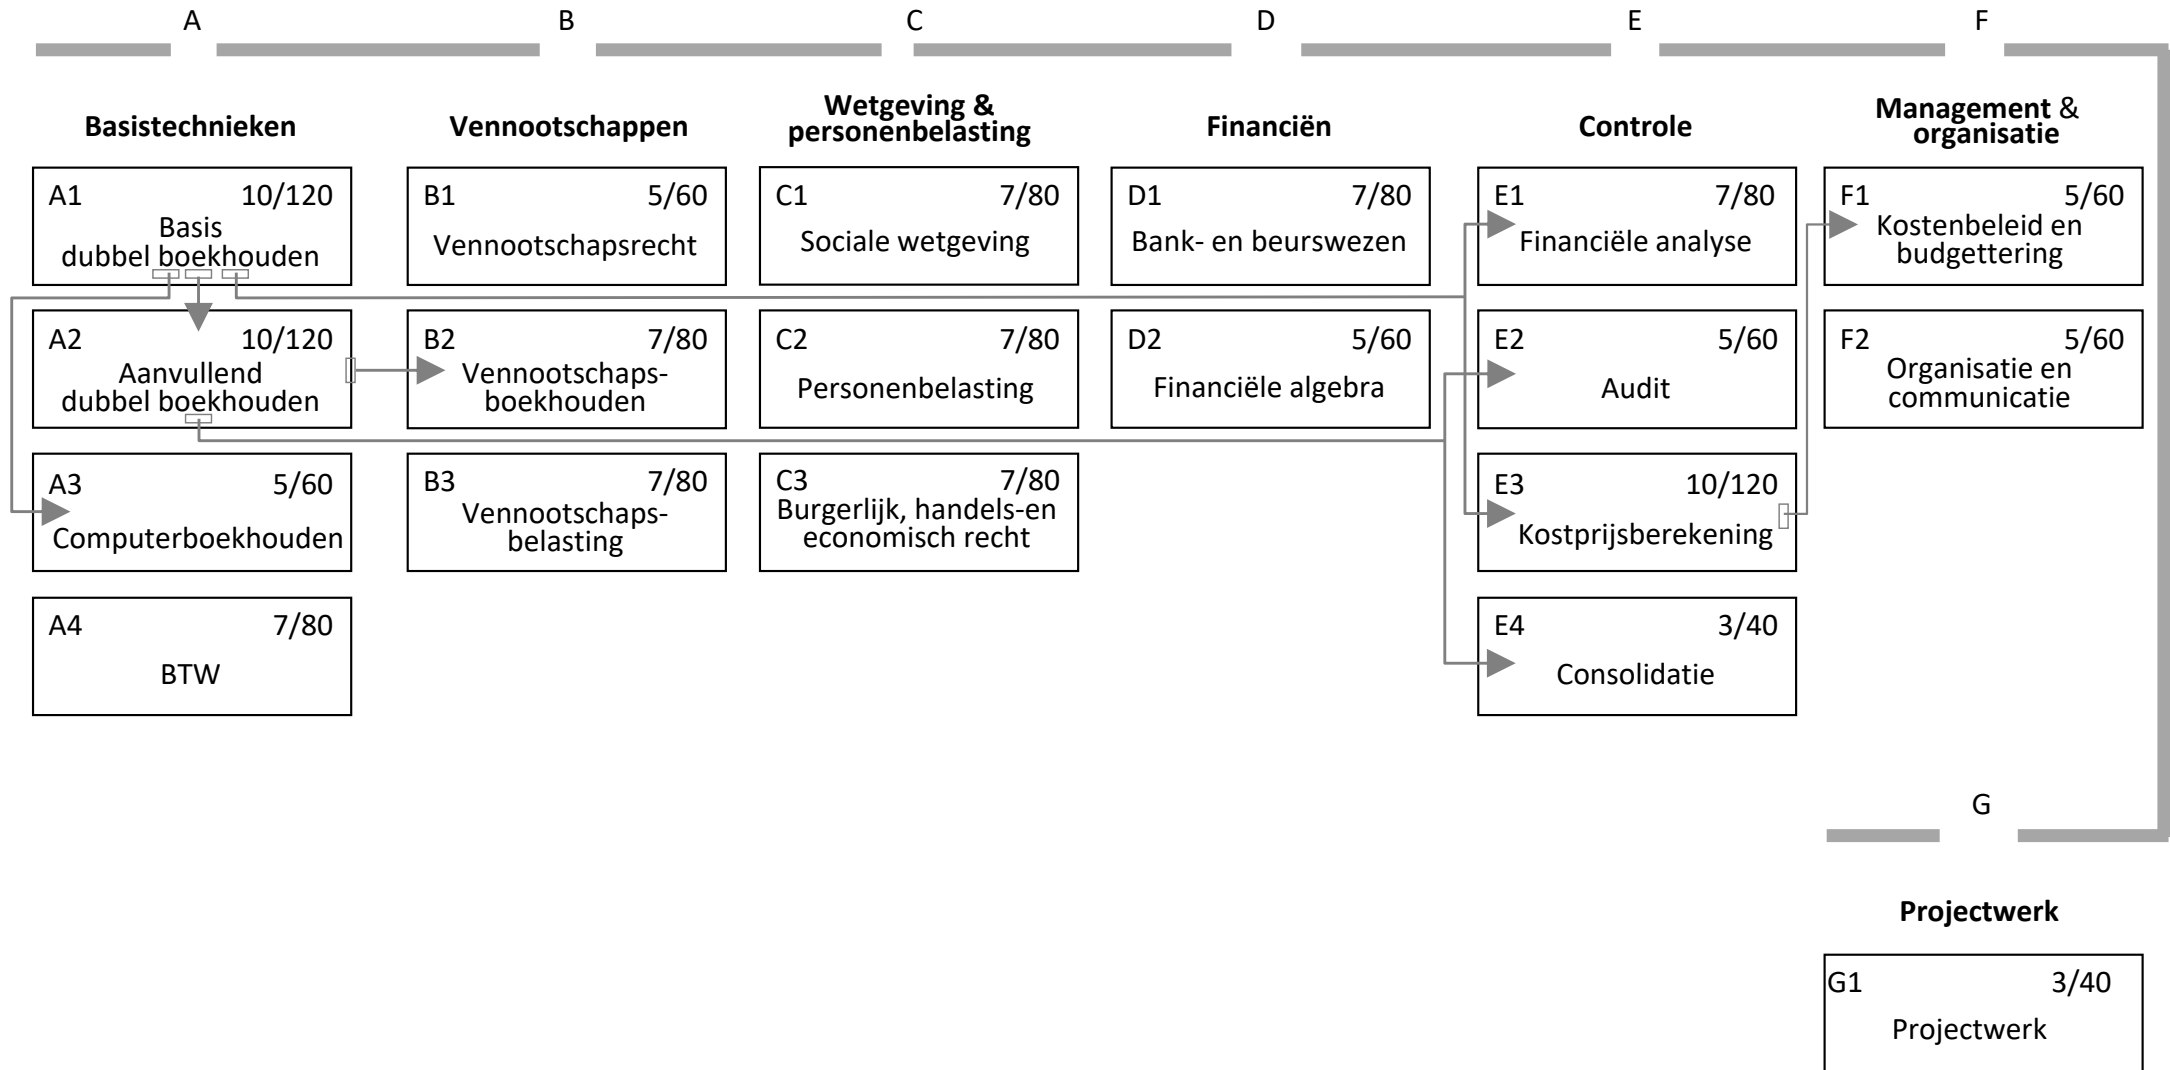 A
B
C
D
E
F
Basistechnieken
Vennootschappen
Wetgeving &
personenbelasting
Financiën
Controle
Management &
organisatie
A1 10/120
Basis
dubbel boekhouden
B1 5/60
Vennootschapsrecht
C1 7/80
Sociale wetgeving
D1 7/80
Bank- en beurswezen
E1 7/80
Financiële analyse
F1 5/60
Kostenbeleid en
budgettering
A2 10/120
Aanvullend
dubbel boekhouden
B2 7/80
Vennootschaps-
boekhouden
C2 7/80
Personenbelasting
D2 5/60
Financiële algebra
E2 5/60
Audit
F2 5/60
Organisatie en
communicatie
A3 5/60
Computerboekhouden
B3 7/80
Vennootschaps-
belasting
C3 7/80
Burgerlijk, handels-en
economisch recht
E3 10/120
Kostprijsberekening
A4 7/80
BTW
E4 3/40
Consolidatie
G
Projectwerk
G1 3/40
Projectwerk